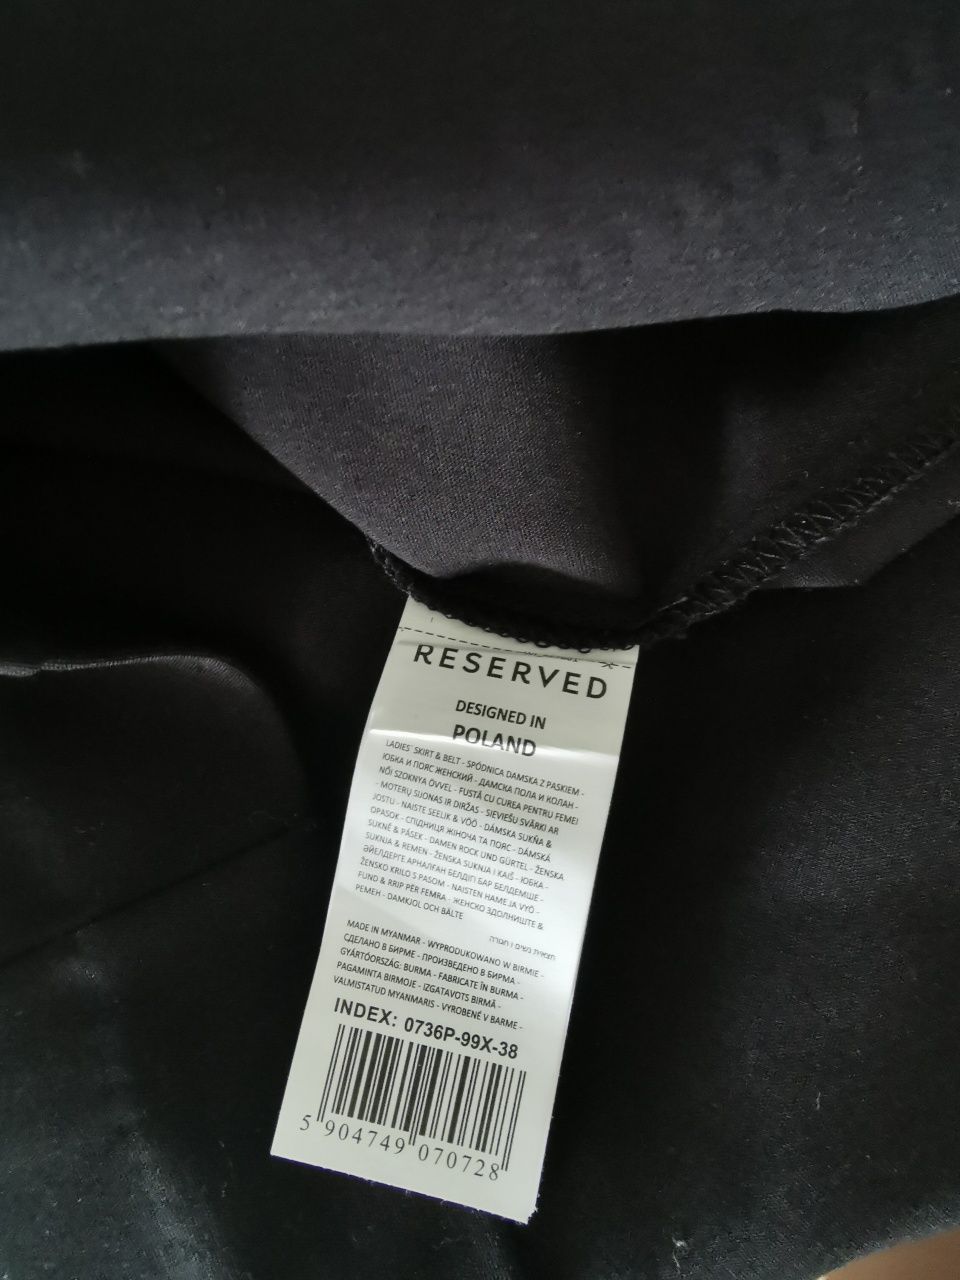 RESERVED
DESIGNED IN
POLAND
LADIES SKIRT & BELT - SPÓDNICA DAMSKA Z PASKIEM -
ЮБКА И ПОЯС ЖЕНСКИЙ - ДАМСКА ПОЛА И КОЛАН -
NŐI SZOKNYA ÖVVEL - FUSTĂ CU CUREA PENTRU FEMEI
- MOTERŲ SIJONAS IR DIRŽAS - SIEVIEŠU SVĀRKI AR
JOSTU - NAISTE SEELIK & VÖÖ - DÁMSKA SUKŇA &
OPASOK - СПІДНИЦЯ ЖІНОЧА ТА ПОЯС - DÁMSKÁ
SUKNĚ & PÁSEK - DAMEN ROCK UND GÜRTEL - ŽENSKA
SUKNJA & REMEN - ŽENSKA SUKNJA I KAIŠ - ЮБКА -
ӘЙЕЛДЕРГЕ АРНАЛҒАН БЕЛДІГІ БАР БЕЛДЕМШЕ -
ŽENSKO KRILO S PASOM - NAISTEN HAME JA VYÖ -
FUND & RRIP PËR FEMRA - ЖЕНСКО ЗДОЛНИШТЕ &
РЕМЕН - DAMKJOL OCH BÄLTE
חצאית נשים וחגורה
MADE IN MYANMAR - WYPRODUKOWANO W BIRMIE -
СДЕЛАНО В БИРМЕ - ПРОИЗВЕДЕНО В БИРМА -
GYÁRTÓORSZÁG: BURMA - FABRICATE ÎN BURMA -
PAGAMINTA BIRMOJE - IZGATAVOTS BIRMĀ -
VALMISTATUD MYANMARIS - VYROBENÉ V BARME -
INDEX: 0736P-99X-38
5 904749 070728